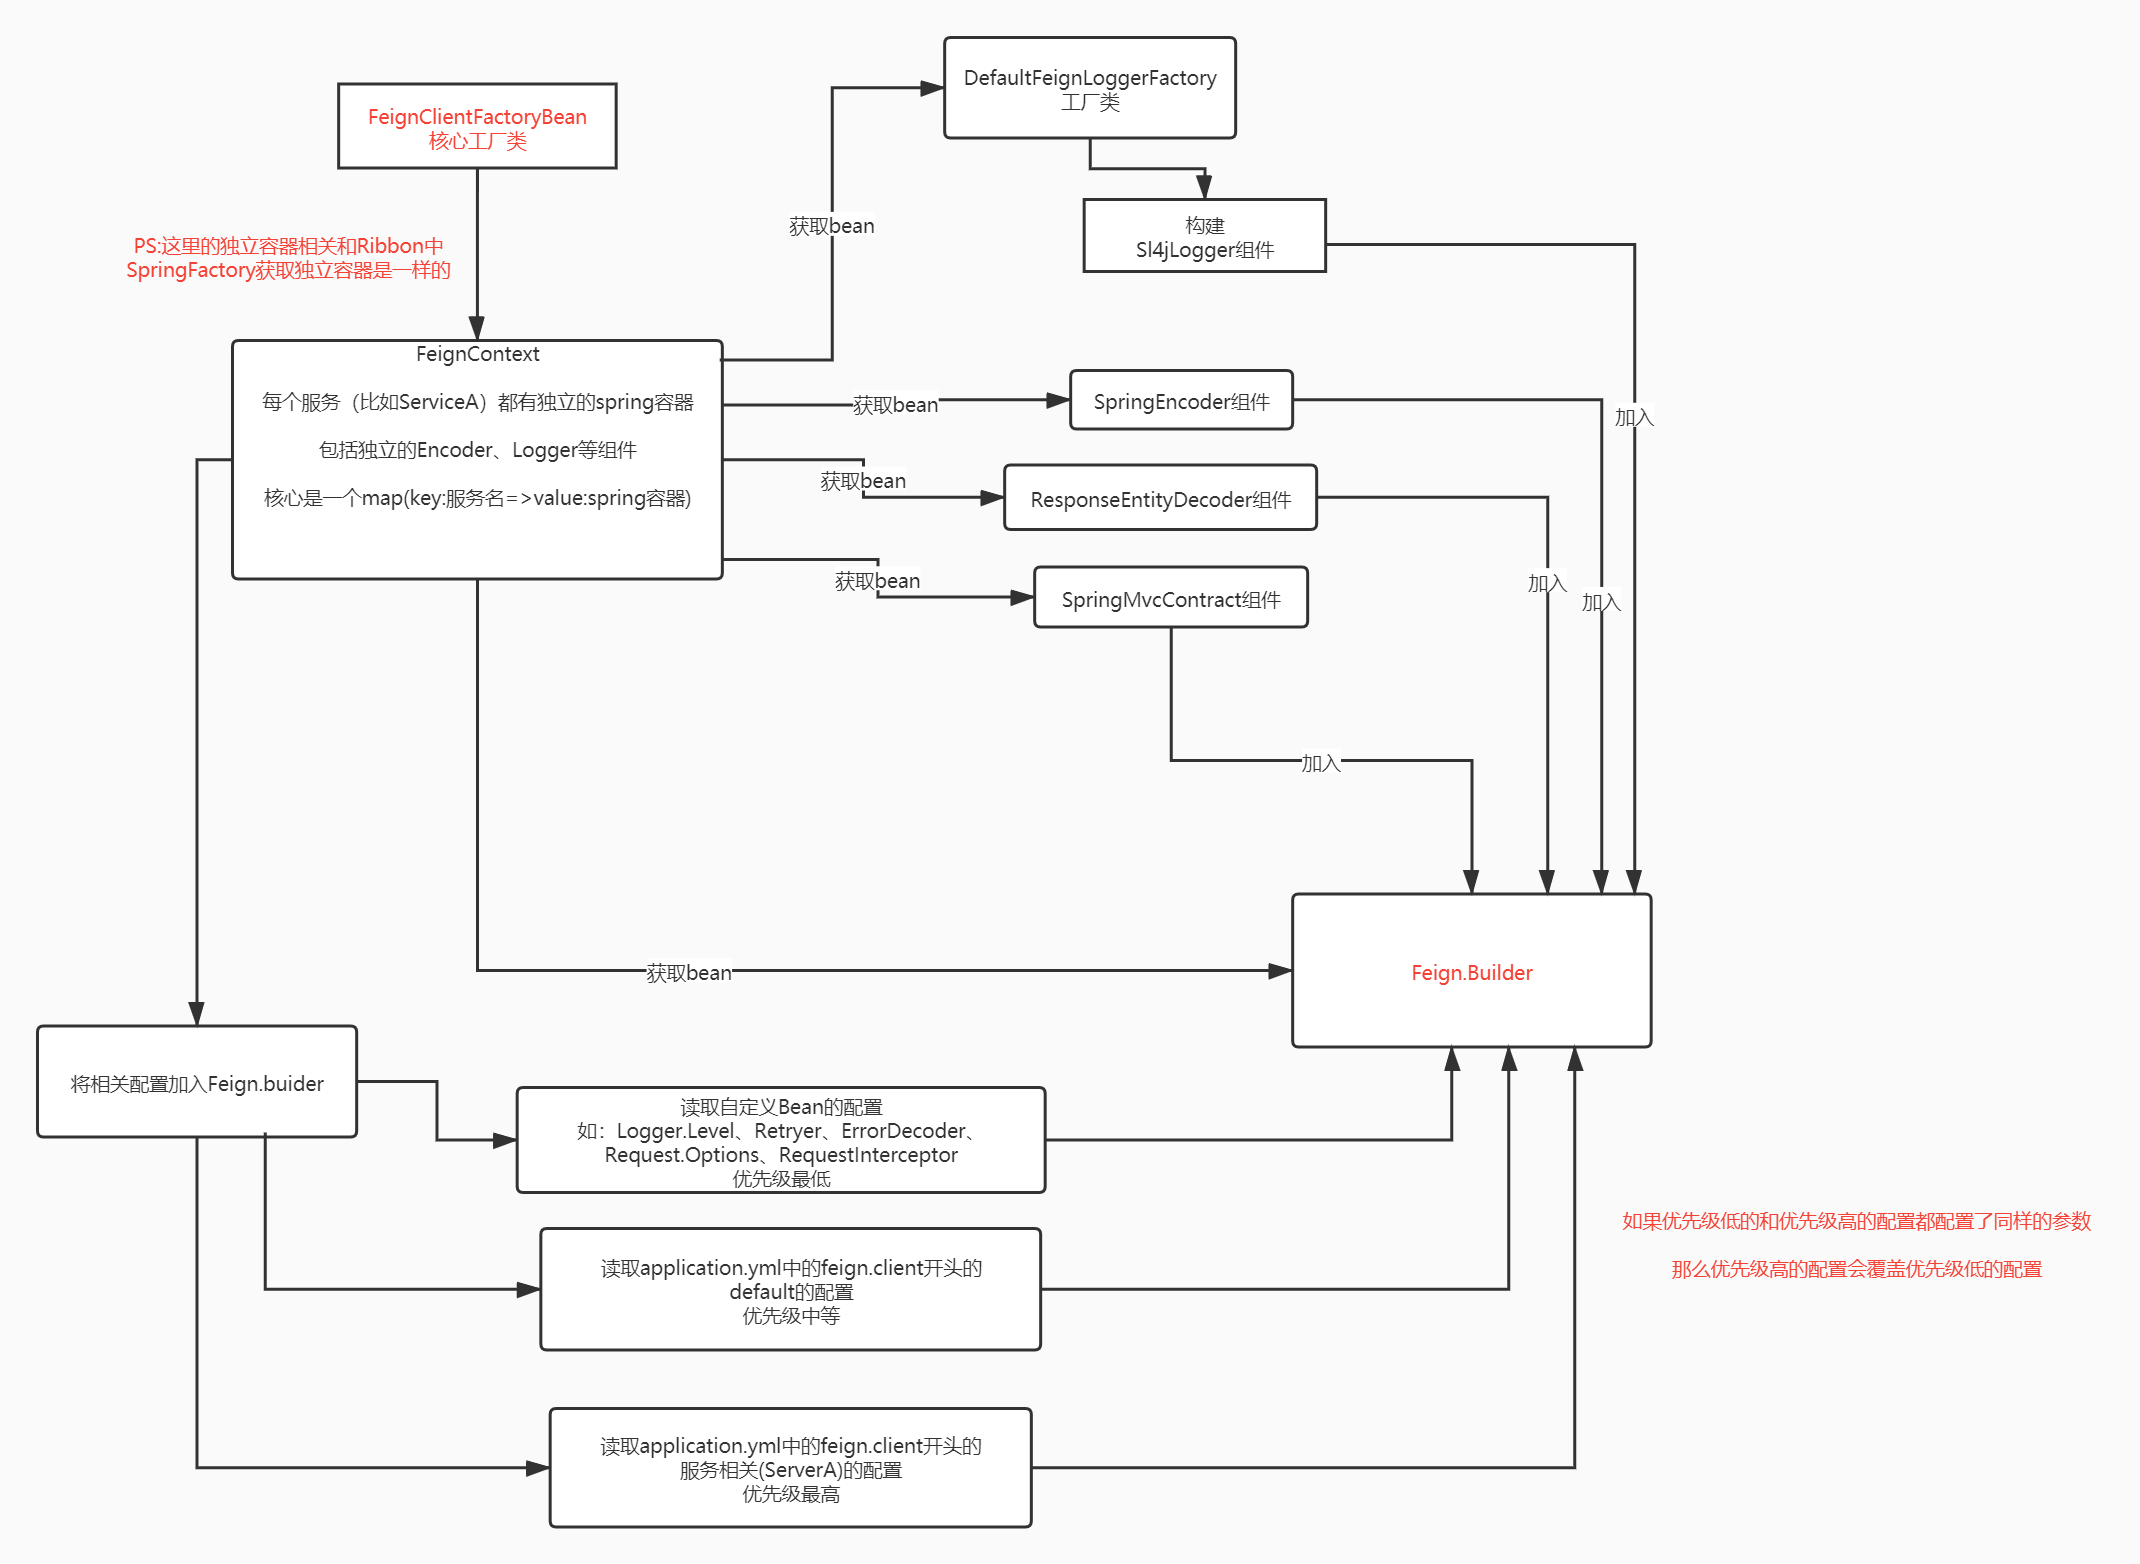 DefaultFeignLoggerFactory
工厂类
FeignClientFactoryBean
核心工厂类
获取bean
构建
Sl4jLogger组件
PS:这里的独立容器相关和Ribbon中
SpringFactory获取独立容器是一样的
FeignContext
每个服务（比如ServiceA）都有独立的spring容器
包括独立的Encoder、Logger等组件
核心是一个map(key:服务名=>value:spring容器)
获取bean
SpringEncoder组件
加入
获取bean
ResponseEntityDecoder组件
获取bean
SpringMvcContract组件
加入
加入
加入
获取bean
Feign.Builder
将相关配置加入Feign.buider
读取自定义Bean的配置
如：Logger.Level、Retryer、ErrorDecoder、
Request.Options、RequestInterceptor
优先级最低
读取application.yml中的feign.client开头的
default的配置
优先级中等
如果优先级低的和优先级高的配置都配置了同样的参数
那么优先级高的配置会覆盖优先级低的配置
读取application.yml中的feign.client开头的
服务相关(ServerA)的配置
优先级最高